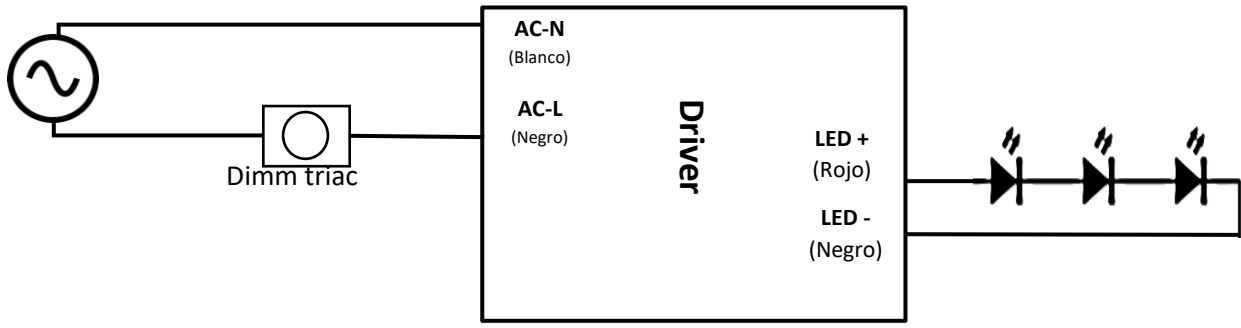 AC-N
(Blanco)
AC-L
(Negro)
Dimm triac
Driver
LED +
(Rojo)
LED -
(Negro)